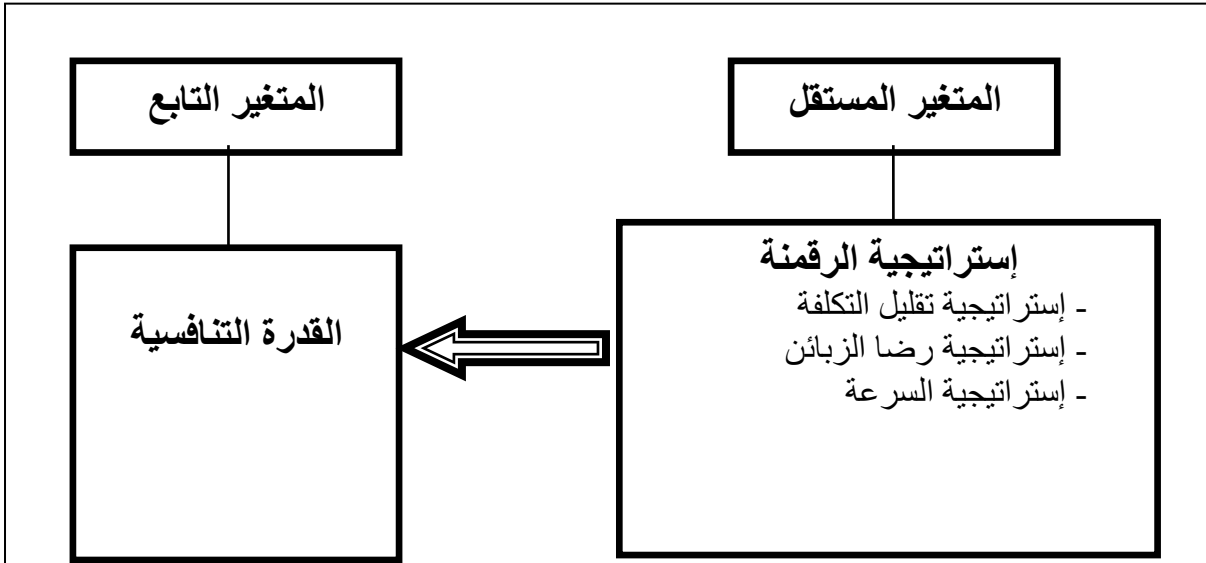 المتغير المستقل
المتغير التابع
إستراتيجية الرقمنة
- إستراتيجية تقليل التكلفة
- إستراتيجية رضا الزبائن
- إستراتيجية السرعة
القدرة التنافسية